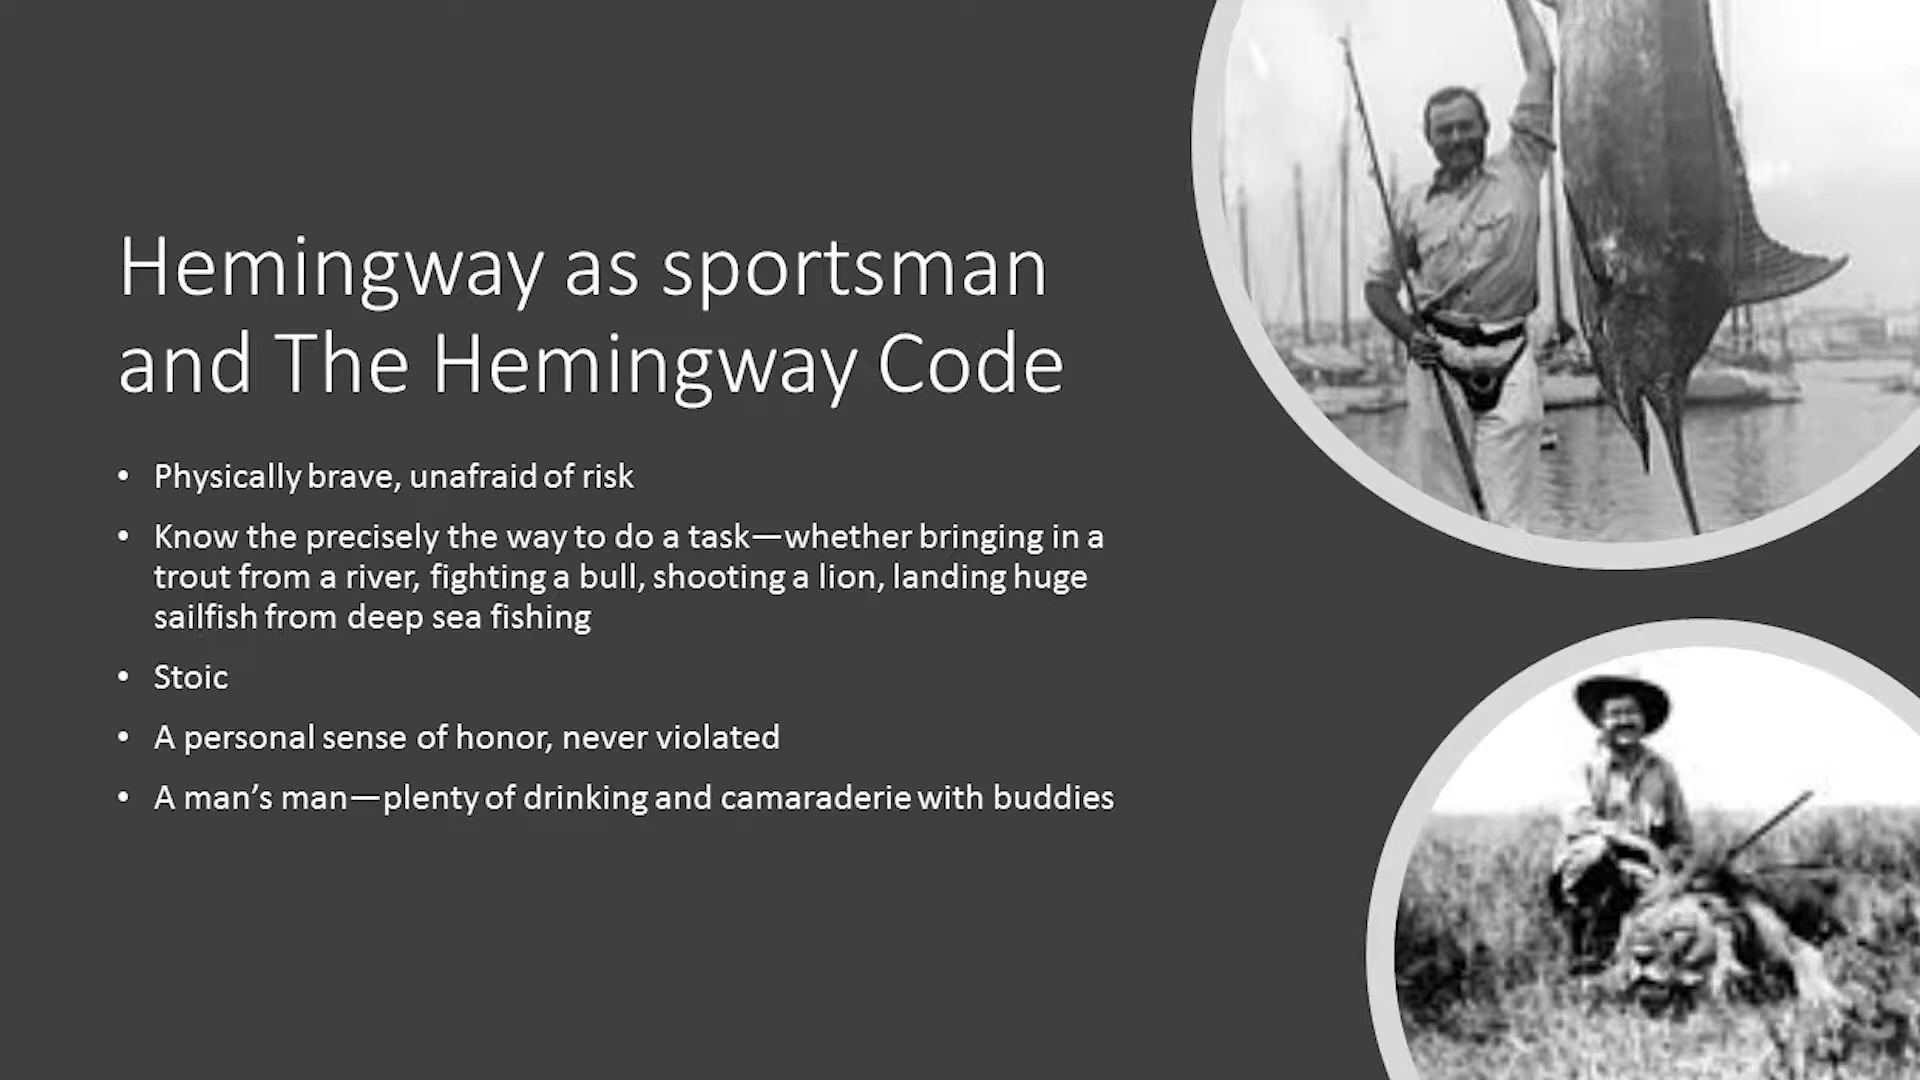 Hemingway as sportsman
and The Hemingway Code
• Physically brave, unafraid of risk
• Know the precisely the way to do a task—whether bringing in a
trout from a river, fighting a bull, shooting a lion, landing huge
sailfish from deep sea fishing
• Stoic
• A personal sense of honor, never violated
• A man’s man—plenty of drinking and camaraderie with buddies